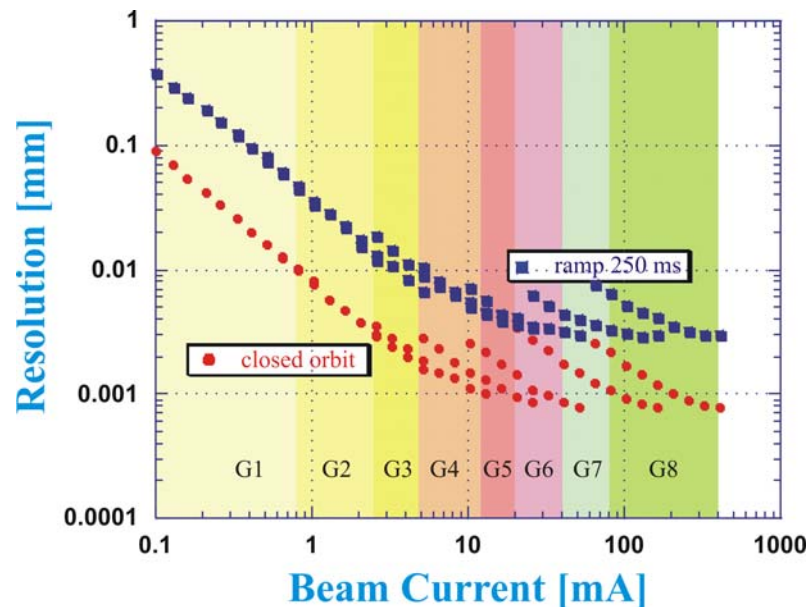 1
0.1
0.01
0.001
0.0001
Resolution [mm]
ramp 250 ms
closed orbit
G1 G2 G3 G4 G5 G6 G7 G8
0.1 1 10 100 1000
Beam Current [mA]